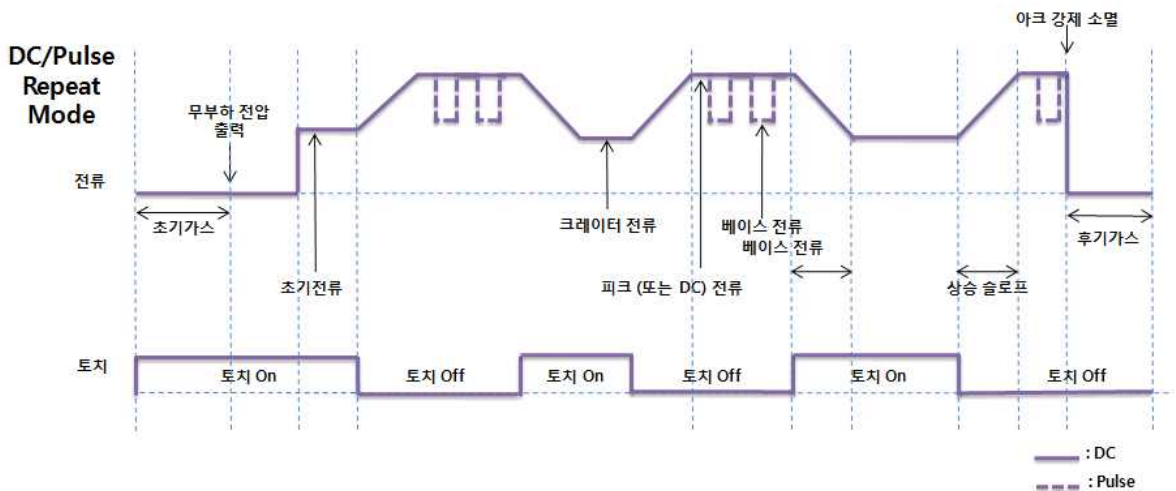 아크 강제 소멸
DC/Pulse
Repeat
Mode
무부하 전압
출력
전류
초기가스
크레이터 전류
베이스 전류
베이스 전류
후기가스
초기전류
피크 (또는 DC) 전류
상승 슬로프
토치
토치 On
토치 Off
토치 On
토치 Off
토치 On
토치 Off
: DC
: Pulse